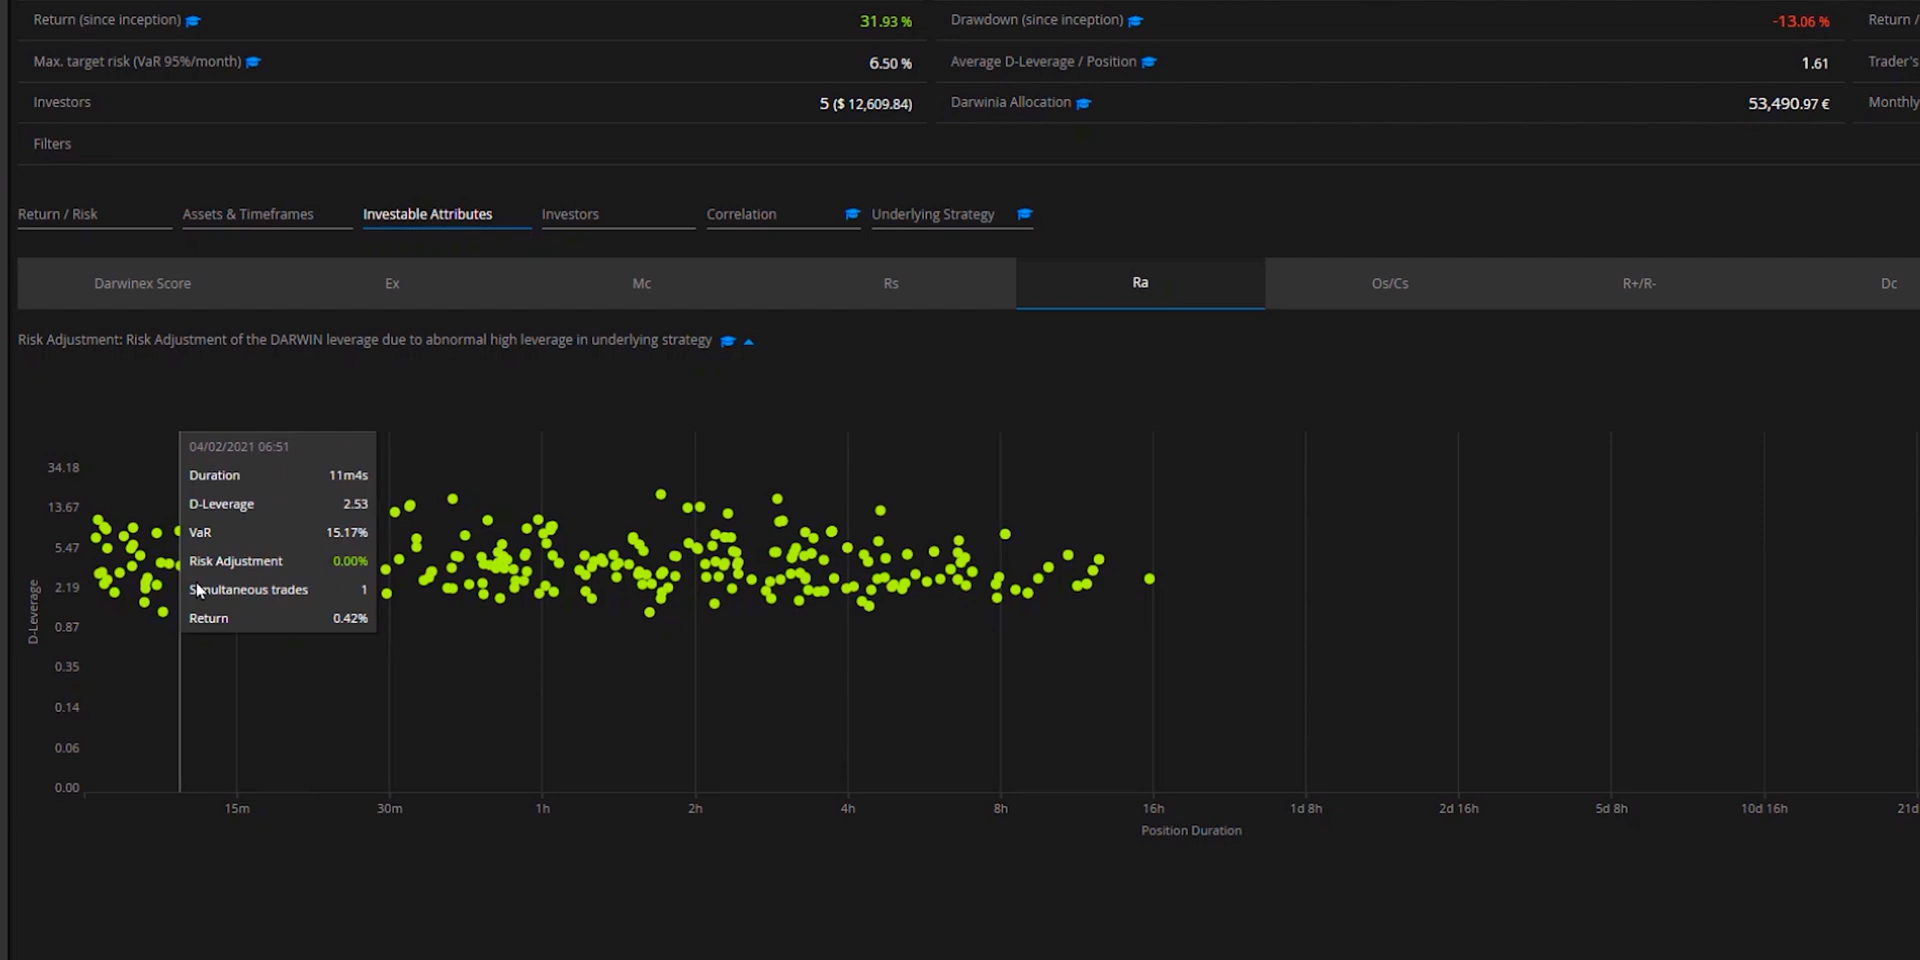 Return (since inception) 31.93 % Drawdown (since inception) -13.06 % Return /
Max. target risk (VaR 95%/month) 6.50 % Average D-Leverage / Position 1.61 Trader's
Investors 5 ($ 12,609.84) Darwinia Allocation 53,490.97 € Monthly
Filters
Return / Risk Assets & Timeframes Investable Attributes Investors Correlation Underlying Strategy
Darwinex Score Ex Mc Rs Ra Os/Cs R+/R- Dc
Risk Adjustment: Risk Adjustment of the DARWIN leverage due to abnormal high leverage in underlying strategy
04/02/2021 06:51
Duration 11m4s
D-Leverage 2.53
VaR 15.17%
Risk Adjustment 0.00%
Simultaneous trades 1
Return 0.42%
34.18
13.67
5.47
2.19
0.87
0.35
0.14
0.06
0.00
D-Leverage
15m 30m 1h 2h 4h 8h 16h 1d 8h 2d 16h 5d 8h 10d 16h 21d
Position Duration